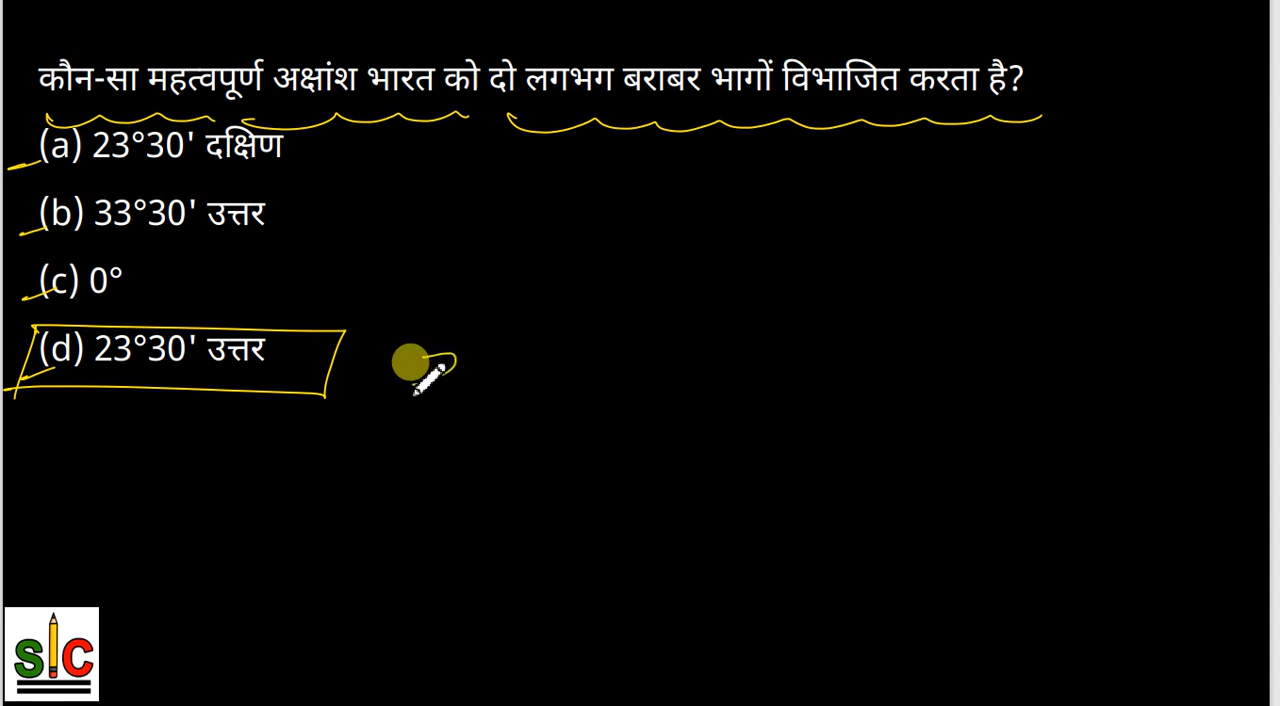 कौन-सा महत्वपूर्ण अक्षांश भारत को दो लगभग बराबर भागों विभाजित करता है?
(a) 23°30' दक्षिण
(b) 33°30' उत्तर
(c) 0°
(d) 23°30' उत्तर
SC